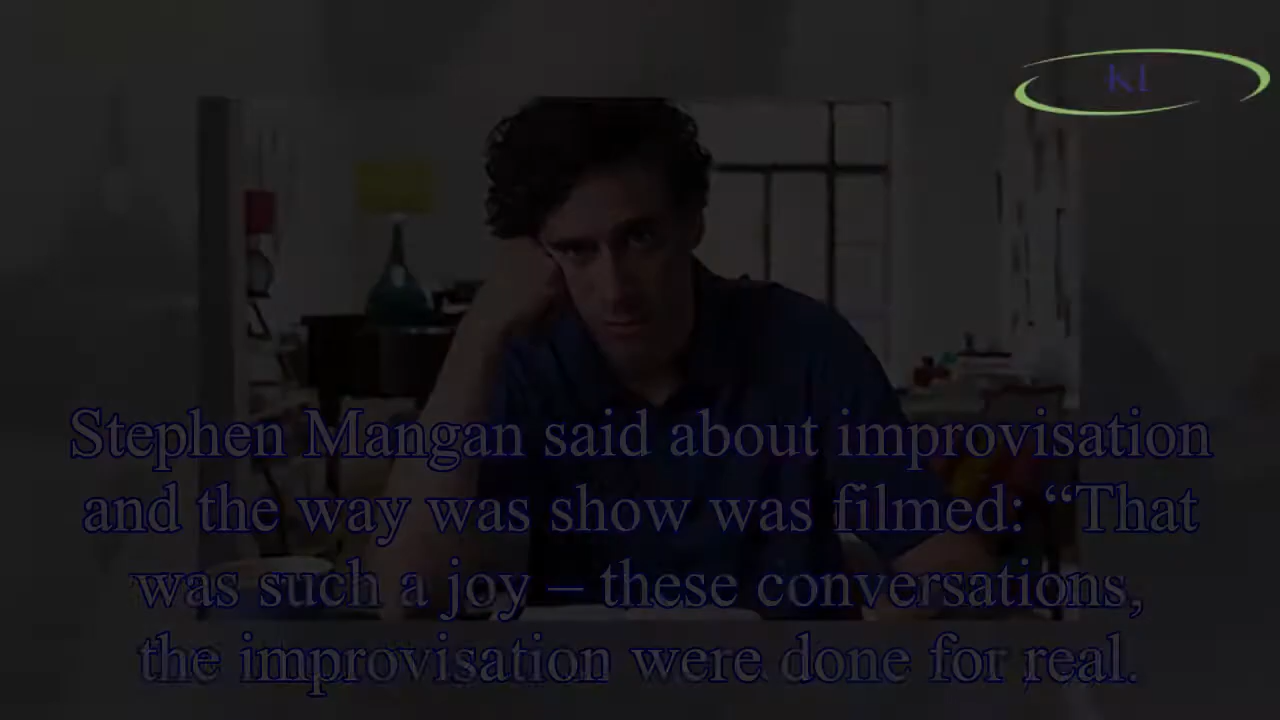 KI
Stephen Mangan said about improvisation
and the way was show was filmed: “That
was such a joy – these conversations,
the improvisation were done for real.